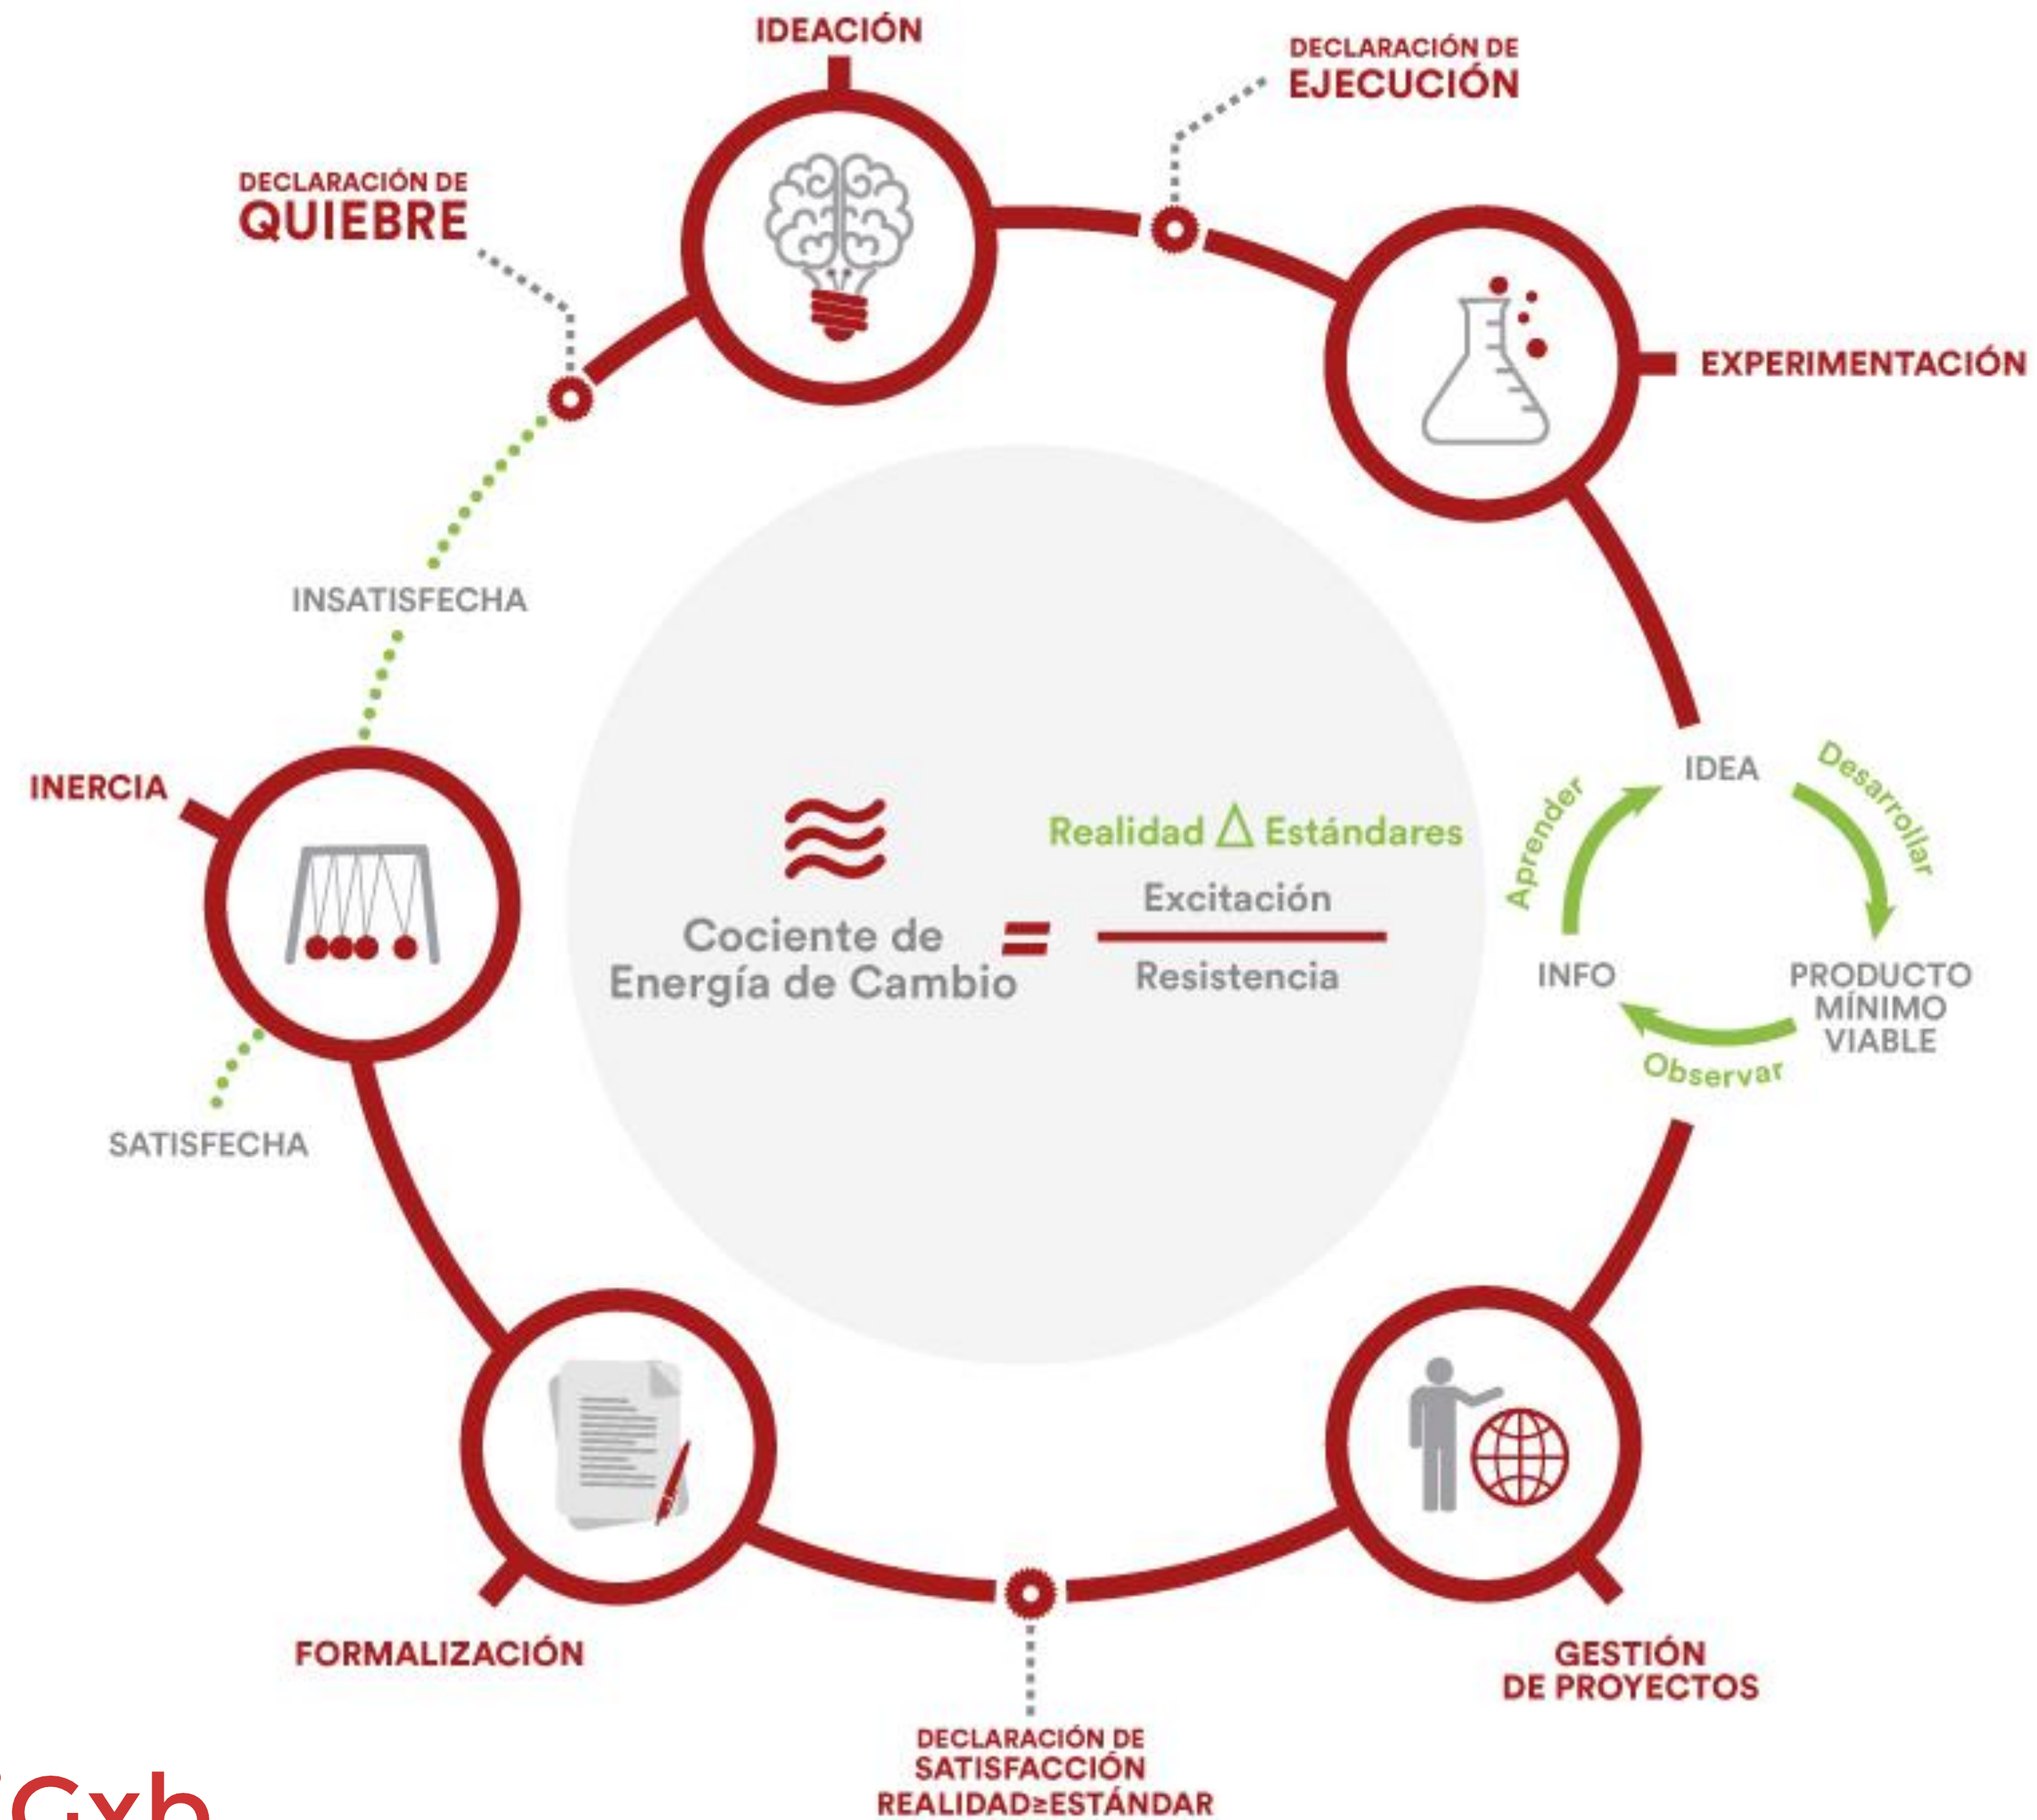 IDEACIÓN
DECLARACIÓN DE
EJECUCIÓN
DECLARACIÓN DE
QUIEBRE
EXPERIMENTACIÓN
INSATISFECHA
INERCIA
SATISFECHA
Cociente de
Energía de Cambio
=
Realidad Δ Estándares
Excitación
Resistencia
IDEA
Desarrollar
Aprender
INFO
PRODUCTO
MÍNIMO
VIABLE
Observar
FORMALIZACIÓN
GESTIÓN
DE PROYECTOS
DECLARACIÓN DE
SATISFACCIÓN
REALIDAD≥ESTÁNDAR